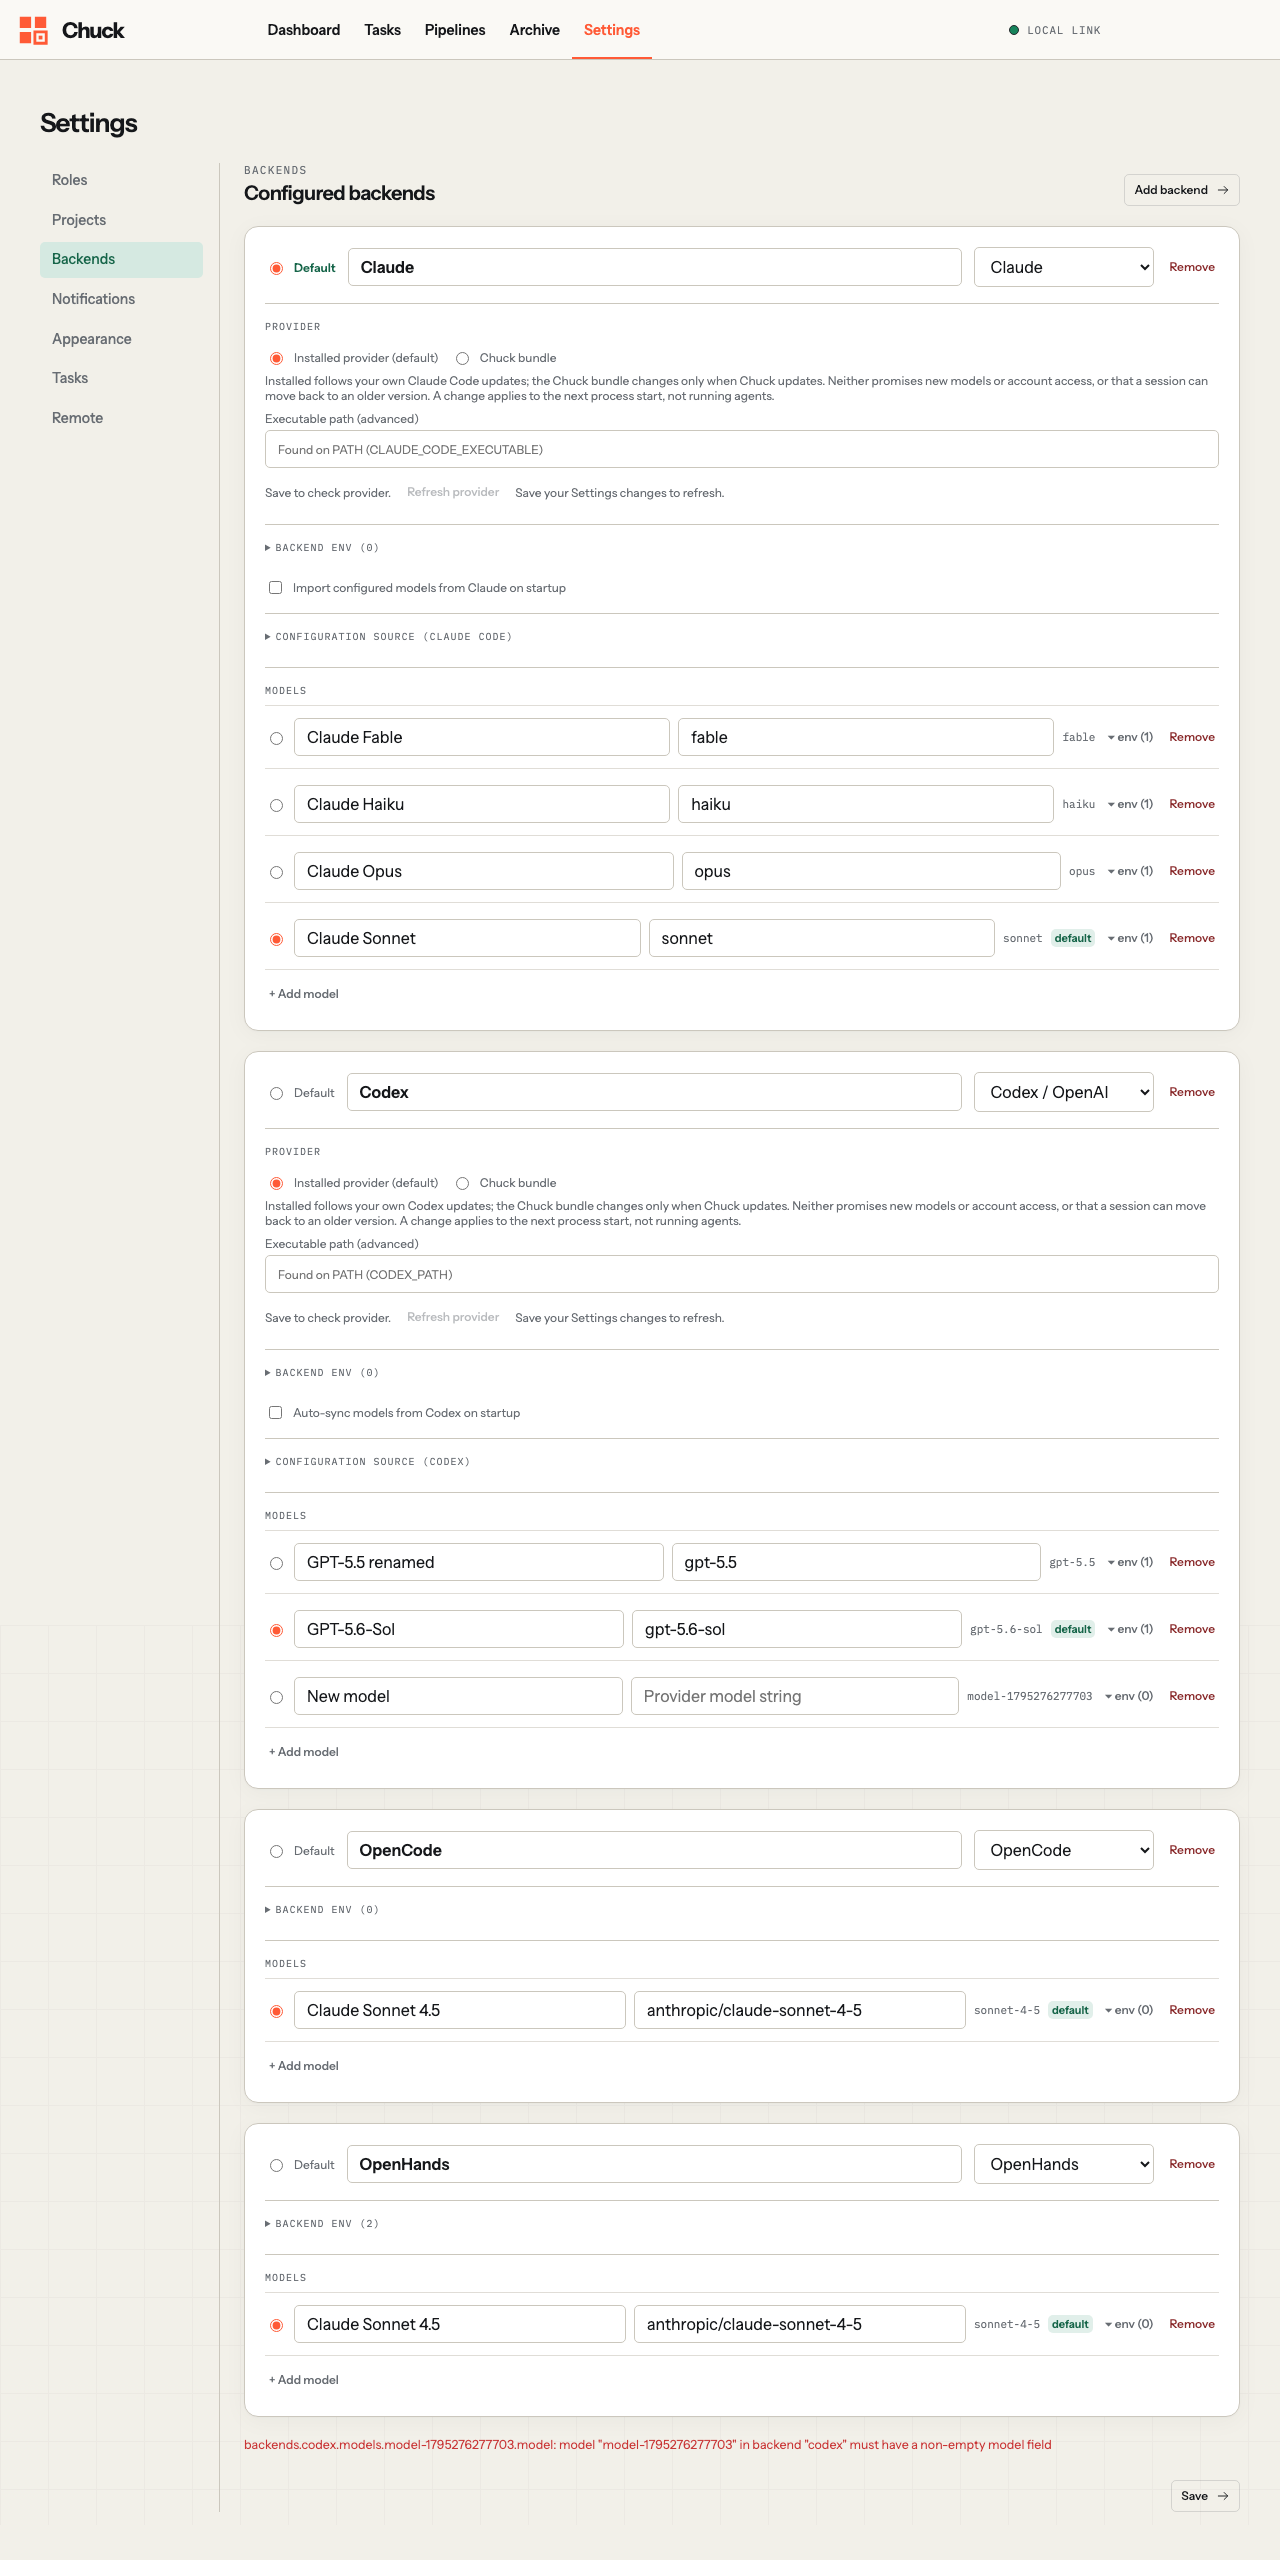 Chuck
Dashboard Tasks Pipelines Archive Settings
LOCAL LINK
Settings
Roles
Projects
Backends
Notifications
Appearance
Tasks
Remote
BACKENDS
Configured backends
Add backend →
Default Claude Claude Remove
PROVIDER
Installed provider (default) Chuck bundle
Installed follows your own Claude Code updates; the Chuck bundle changes only when Chuck updates. Neither promises new models or account access, or that a session can
move back to an older version. A change applies to the next process start, not running agents.
Executable path (advanced)
Found on PATH (CLAUDE_CODE_EXECUTABLE)
Save to check provider. Refresh provider Save your Settings changes to refresh.
BACKEND ENV (0)
Import configured models from Claude on startup
CONFIGURATION SOURCE (CLAUDE CODE)
MODELS
Claude Fable fable fable env (1) Remove
Claude Haiku haiku haiku env (1) Remove
Claude Opus opus opus env (1) Remove
Claude Sonnet sonnet sonnet default env (1) Remove
+ Add model
Default Codex Codex / OpenAI Remove
PROVIDER
Installed provider (default) Chuck bundle
Installed follows your own Codex updates; the Chuck bundle changes only when Chuck updates. Neither promises new models or account access, or that a session can move
back to an older version. A change applies to the next process start, not running agents.
Executable path (advanced)
Found on PATH (CODEX_PATH)
Save to check provider. Refresh provider Save your Settings changes to refresh.
BACKEND ENV (0)
Auto-sync models from Codex on startup
CONFIGURATION SOURCE (CODEX)
MODELS
GPT-5.5 renamed gpt-5.5 gpt-5.5 env (1) Remove
GPT-5.6-Sol gpt-5.6-sol gpt-5.6-sol default env (1) Remove
New model Provider model string model-1795276277703 env (0) Remove
+ Add model
Default OpenCode OpenCode Remove
BACKEND ENV (0)
MODELS
Claude Sonnet 4.5 anthropic/claude-sonnet-4-5 sonnet-4-5 default env (0) Remove
+ Add model
Default OpenHands OpenHands Remove
BACKEND ENV (2)
MODELS
Claude Sonnet 4.5 anthropic/claude-sonnet-4-5 sonnet-4-5 default env (0) Remove
+ Add model
backends.codex.models.model-1795276277703.model: model "model-1795276277703" in backend "codex" must have a non-empty model field
Save →